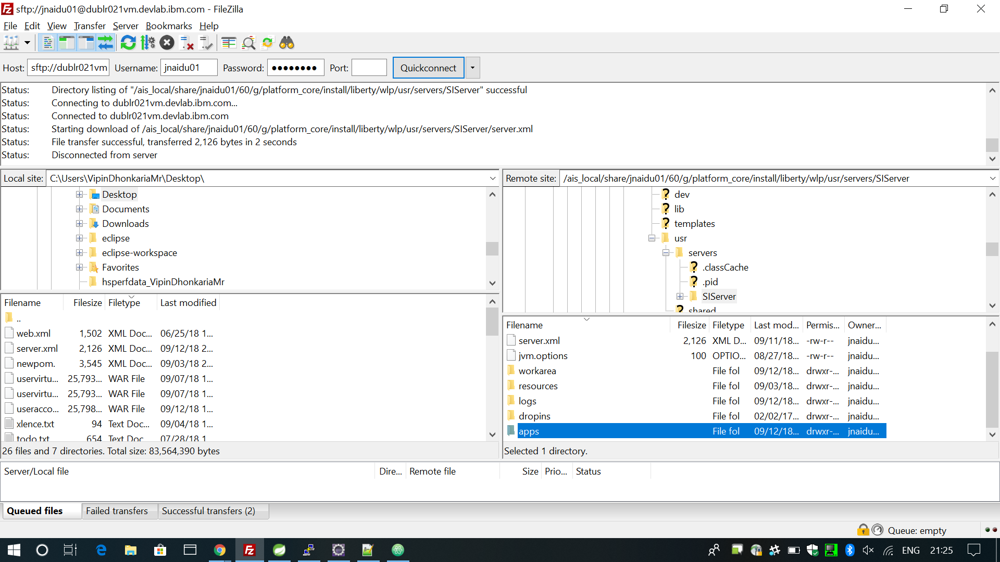 sftp://jnaidu01@dublr021vm.devlab.ibm.com - FileZilla
File Edit View Transfer Server Bookmarks Help
Host: sftp://dublr021vm Username: jnaidu01 Password: ●●●●●●●● Port: Quickconnect
Status: Directory listing of "/ais_local/share/jnaidu01/60/g/platform_core/install/liberty/wlp/usr/servers/SIServer" successful
Status: Connecting to dublr021vm.devlab.ibm.com...
Status: Connected to dublr021vm.devlab.ibm.com
Status: Starting download of /ais_local/share/jnaidu01/60/g/platform_core/install/liberty/wlp/usr/servers/SIServer/server.xml
Status: File transfer successful, transferred 2,126 bytes in 2 seconds
Status: Disconnected from server
Local site: C:\Users\VipinDhonkariaMr\Desktop\
Desktop
Documents
Downloads
eclipse
eclipse-workspace
Favorites
hsperfdata_VipinDhonkariaMr
Filename Filesize Filetype Last modified
..
web.xml 1,502 XML Doc... 06/25/18 1...
server.xml 2,126 XML Doc... 09/12/18 2...
newpom. 3,545 XML Doc... 09/03/18 2...
uservirtu... 25,793... WAR File 09/07/18 1...
uservirtu... 25,793... WAR File 09/07/18 1...
useracco... 25,798... WAR File 09/12/18 1...
xlence.txt 94 Text Doc... 09/04/18 1...
todo.txt 654 Text Doc 07/28/18 1
26 files and 7 directories. Total size: 83,564,390 bytes
Remote site: /ais_local/share/jnaidu01/60/g/platform_core/install/liberty/wlp/usr/servers/SIServer
dev
lib
templates
usr
servers
.classCache
.pid
SIServer
shared
Filename Filesize Filetype Last mod... Permis... Owner...
server.xml 2,126 XML D... 09/11/18... -rw-r-- jnaidu...
jvm.options 100 OPTIO... 08/27/18... -rw-r-- jnaidu...
workarea File fol 09/12/18... drwxr-... jnaidu...
resources File fol 09/03/18... drwxr-... jnaidu...
logs File fol 09/12/18... drwxr-... jnaidu...
dropins File fol 02/02/17... drwxr-... jnaidu...
apps File fol 09/12/18... drwxr-... jnaidu...
Selected 1 directory.
Server/Local file Dire... Remote file Size Prio... Status
Queued files Failed transfers Successful transfers (2)
Queue: empty
ENG 21:25